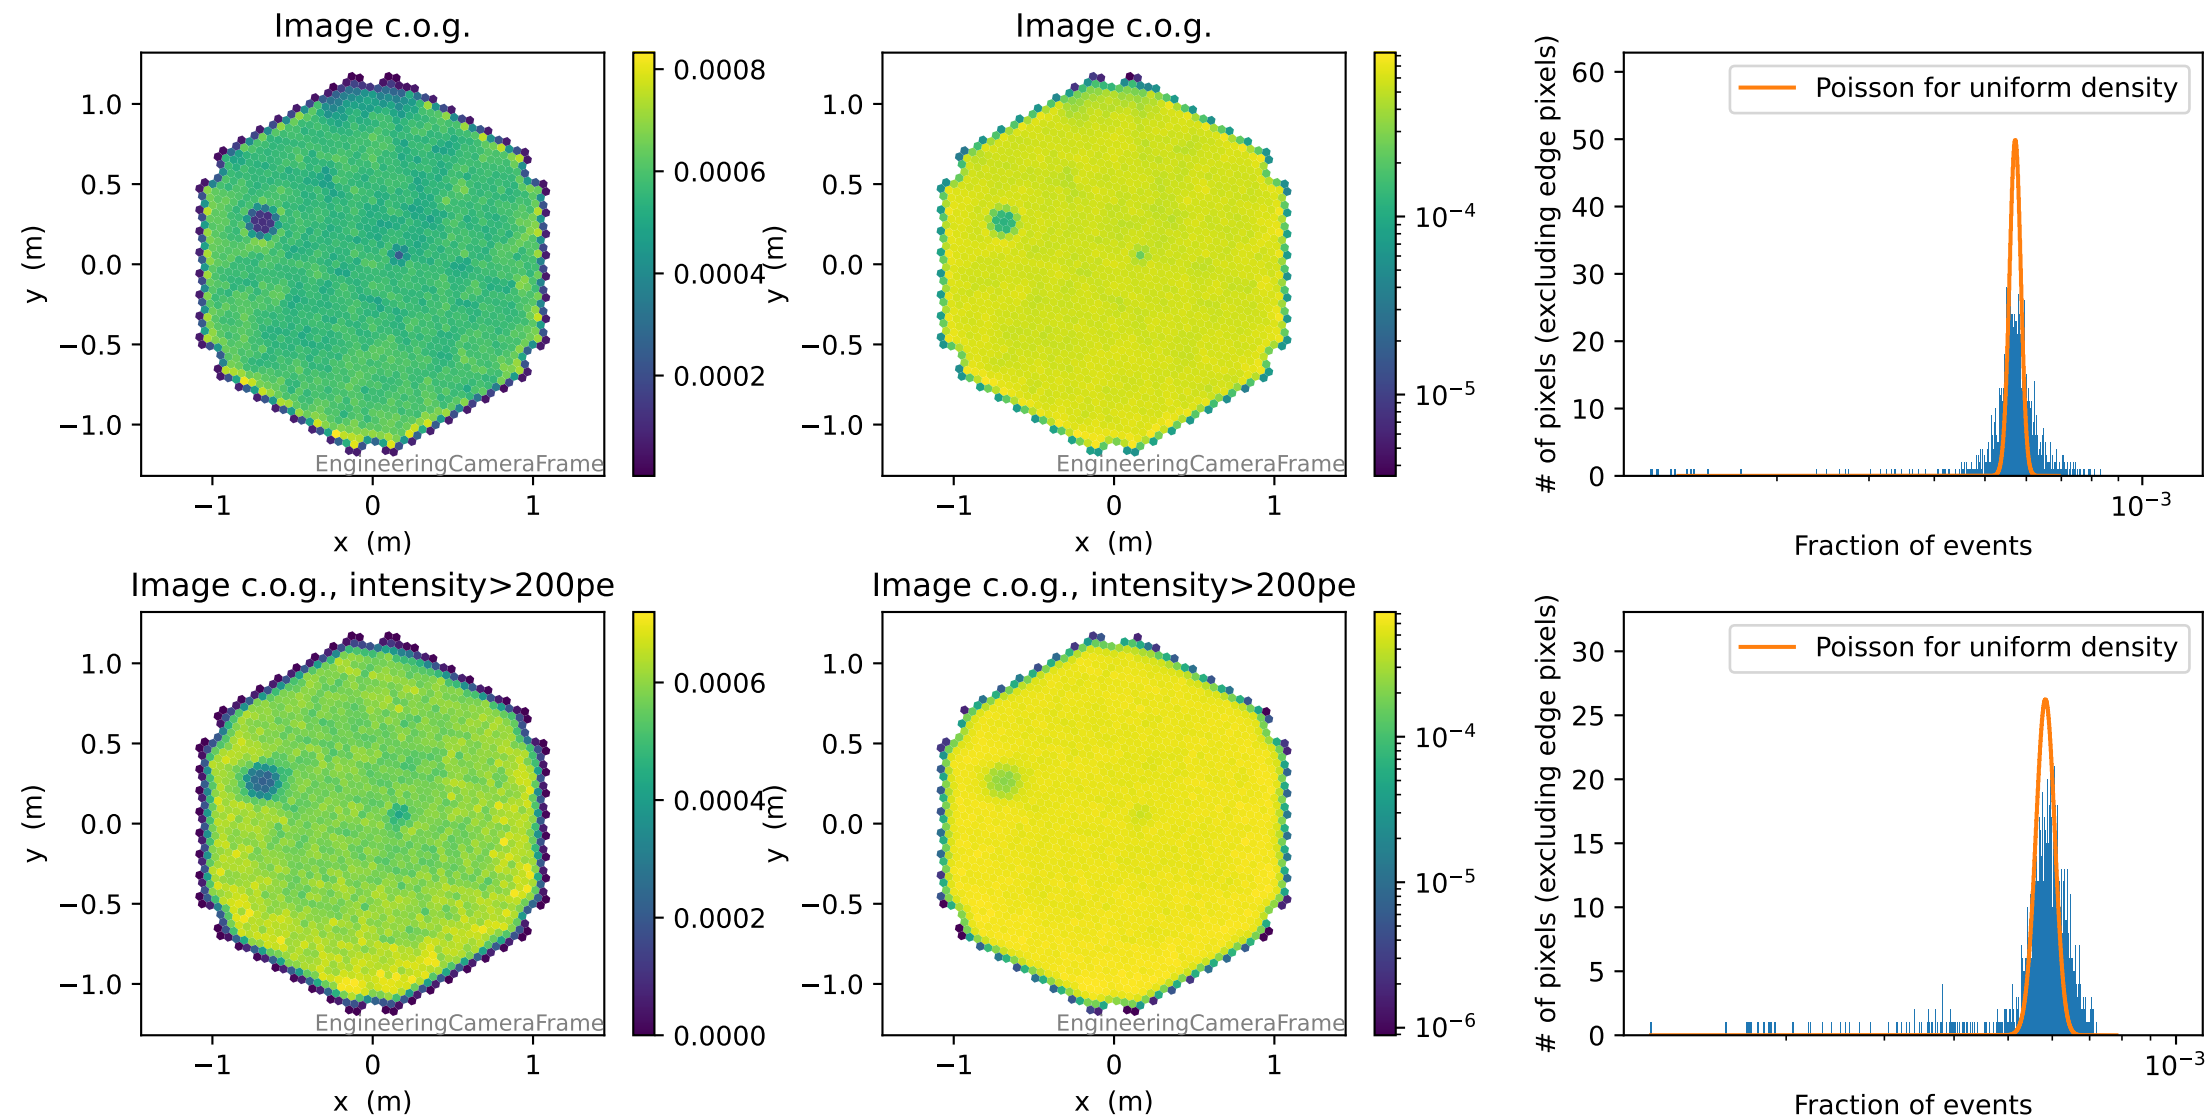 Image c.o.g.
1.0
0.5
0.0
−0.5
−1.0
y (m)
−1
0
1
x (m)
EngineeringCameraFrame
0.0008
0.0006
0.0004
0.0002
Image c.o.g.
1.0
0.5
0.0
−0.5
−1.0
y (m)
−1
0
1
x (m)
EngineeringCameraFrame
10⁻⁴
10⁻⁵
# of pixels (excluding edge pixels)
60
50
40
30
20
10
0
Poisson for uniform density
10⁻³
Fraction of events
Image c.o.g., intensity>200pe
1.0
0.5
0.0
−0.5
−1.0
y (m)
−1
0
1
x (m)
EngineeringCameraFrame
0.0006
0.0004
0.0002
0.0000
Image c.o.g., intensity>200pe
1.0
0.5
0.0
−0.5
−1.0
y (m)
−1
0
1
x (m)
EngineeringCameraFrame
10⁻⁴
10⁻⁵
10⁻⁶
# of pixels (excluding edge pixels)
30
25
20
15
10
5
0
Poisson for uniform density
10⁻³
Fraction of events